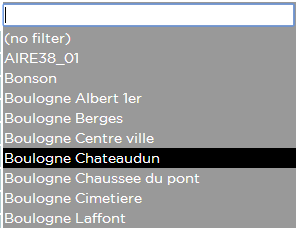 (no filter)
AIRE38_01
Bonson
Boulogne Albert 1er
Boulogne Berges
Boulogne Centre ville
Boulogne Chateaudun
Boulogne Chaussee du pont
Boulogne Cimetiere
Boulogne Laffont